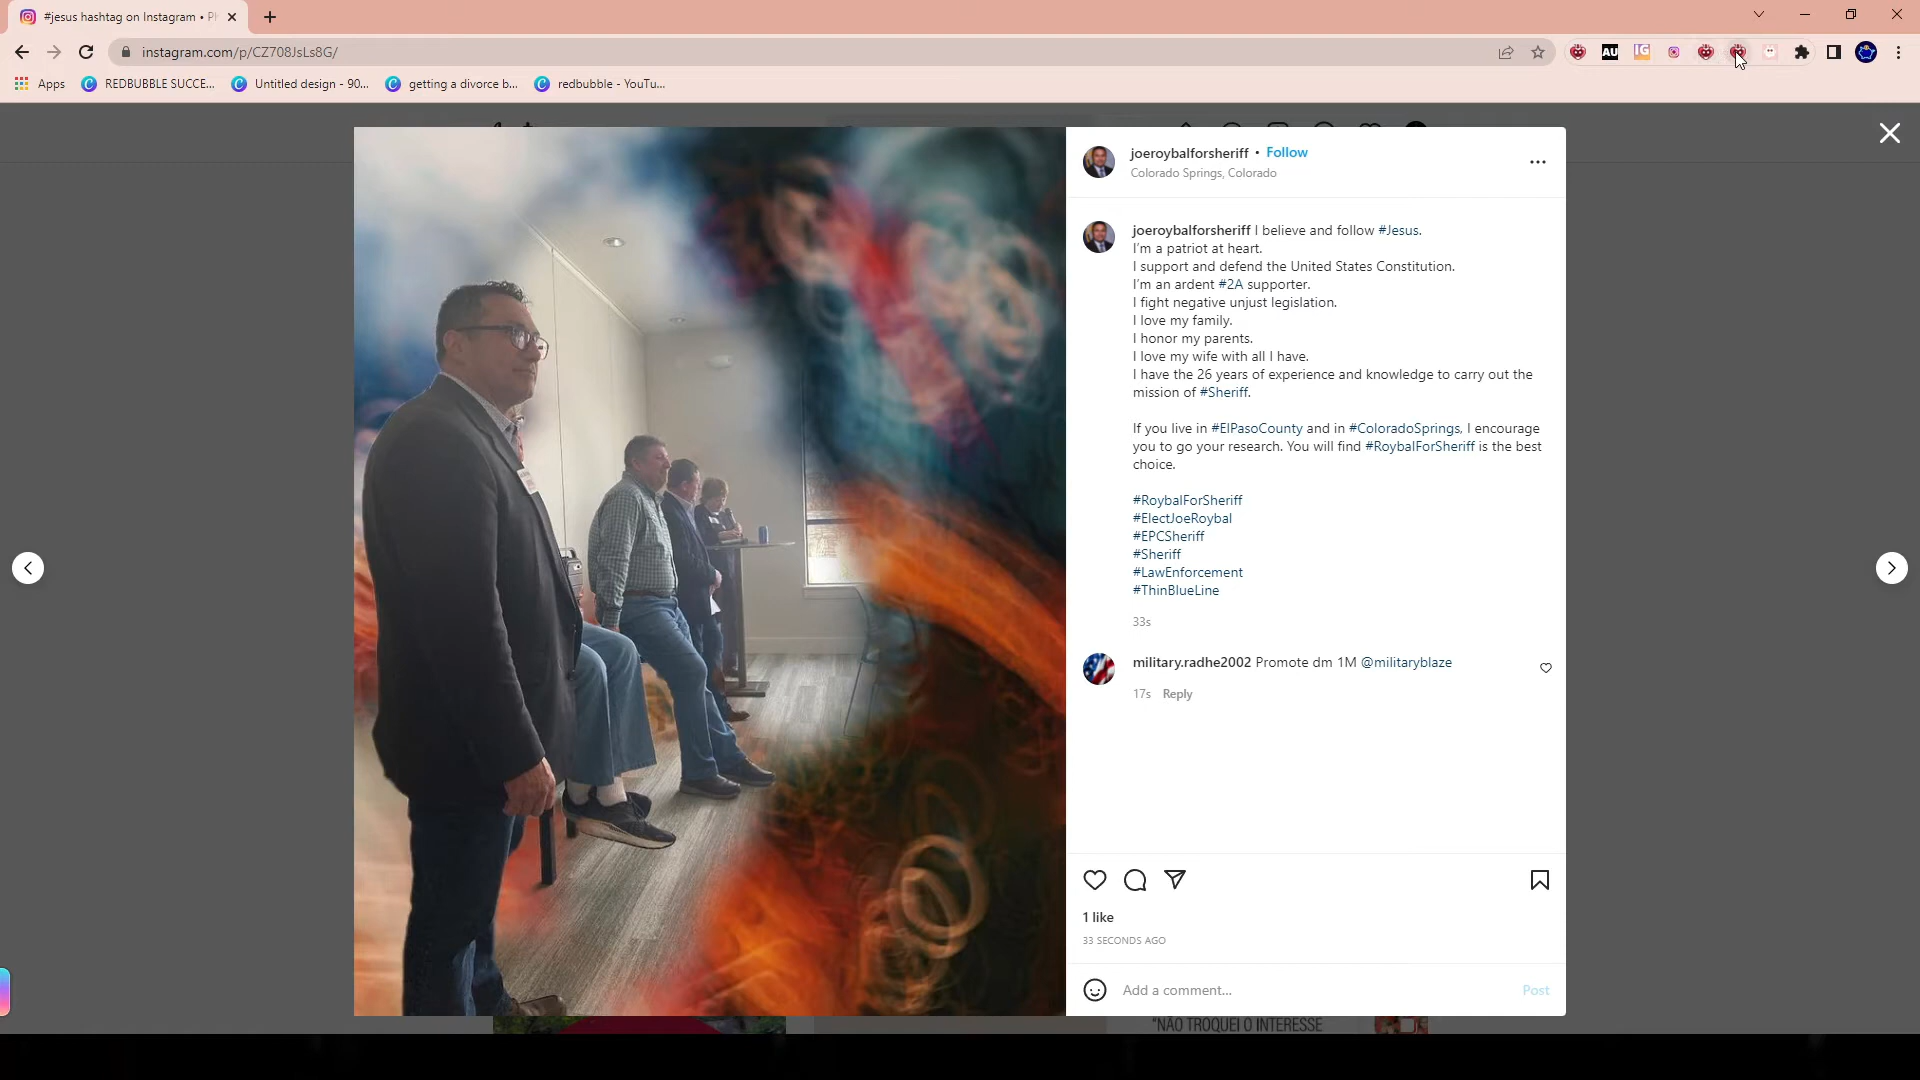 #jesus hashtag on Instagram • P
instagram.com/p/CZ708JsLs8G/
AU
IG
Apps
REDBUBBLE SUCCE...
Untitled design - 90...
getting a divorce b...
redbubble - YouTu...
joeroybalforsheriff • Follow
Colorado Springs, Colorado
joeroybalforsheriff I believe and follow #Jesus.
I'm a patriot at heart.
I support and defend the United States Constitution.
I'm an ardent #2A supporter.
I fight negative unjust legislation.
I love my family.
I honor my parents.
I love my wife with all I have.
I have the 26 years of experience and knowledge to carry out the
mission of #Sheriff.
If you live in #ElPasoCounty and in #ColoradoSprings, I encourage
you to go your research. You will find #RoybalForSheriff is the best
choice.
#RoybalForSheriff
#ElectJoeRoybal
#EPCSheriff
#Sheriff
#LawEnforcement
#ThinBlueLine
33s
military.radhe2002 Promote dm 1M @militaryblaze
17s Reply
1 like
33 SECONDS AGO
Add a comment...
Post
"NÃO TROQUEI O INTERESSE